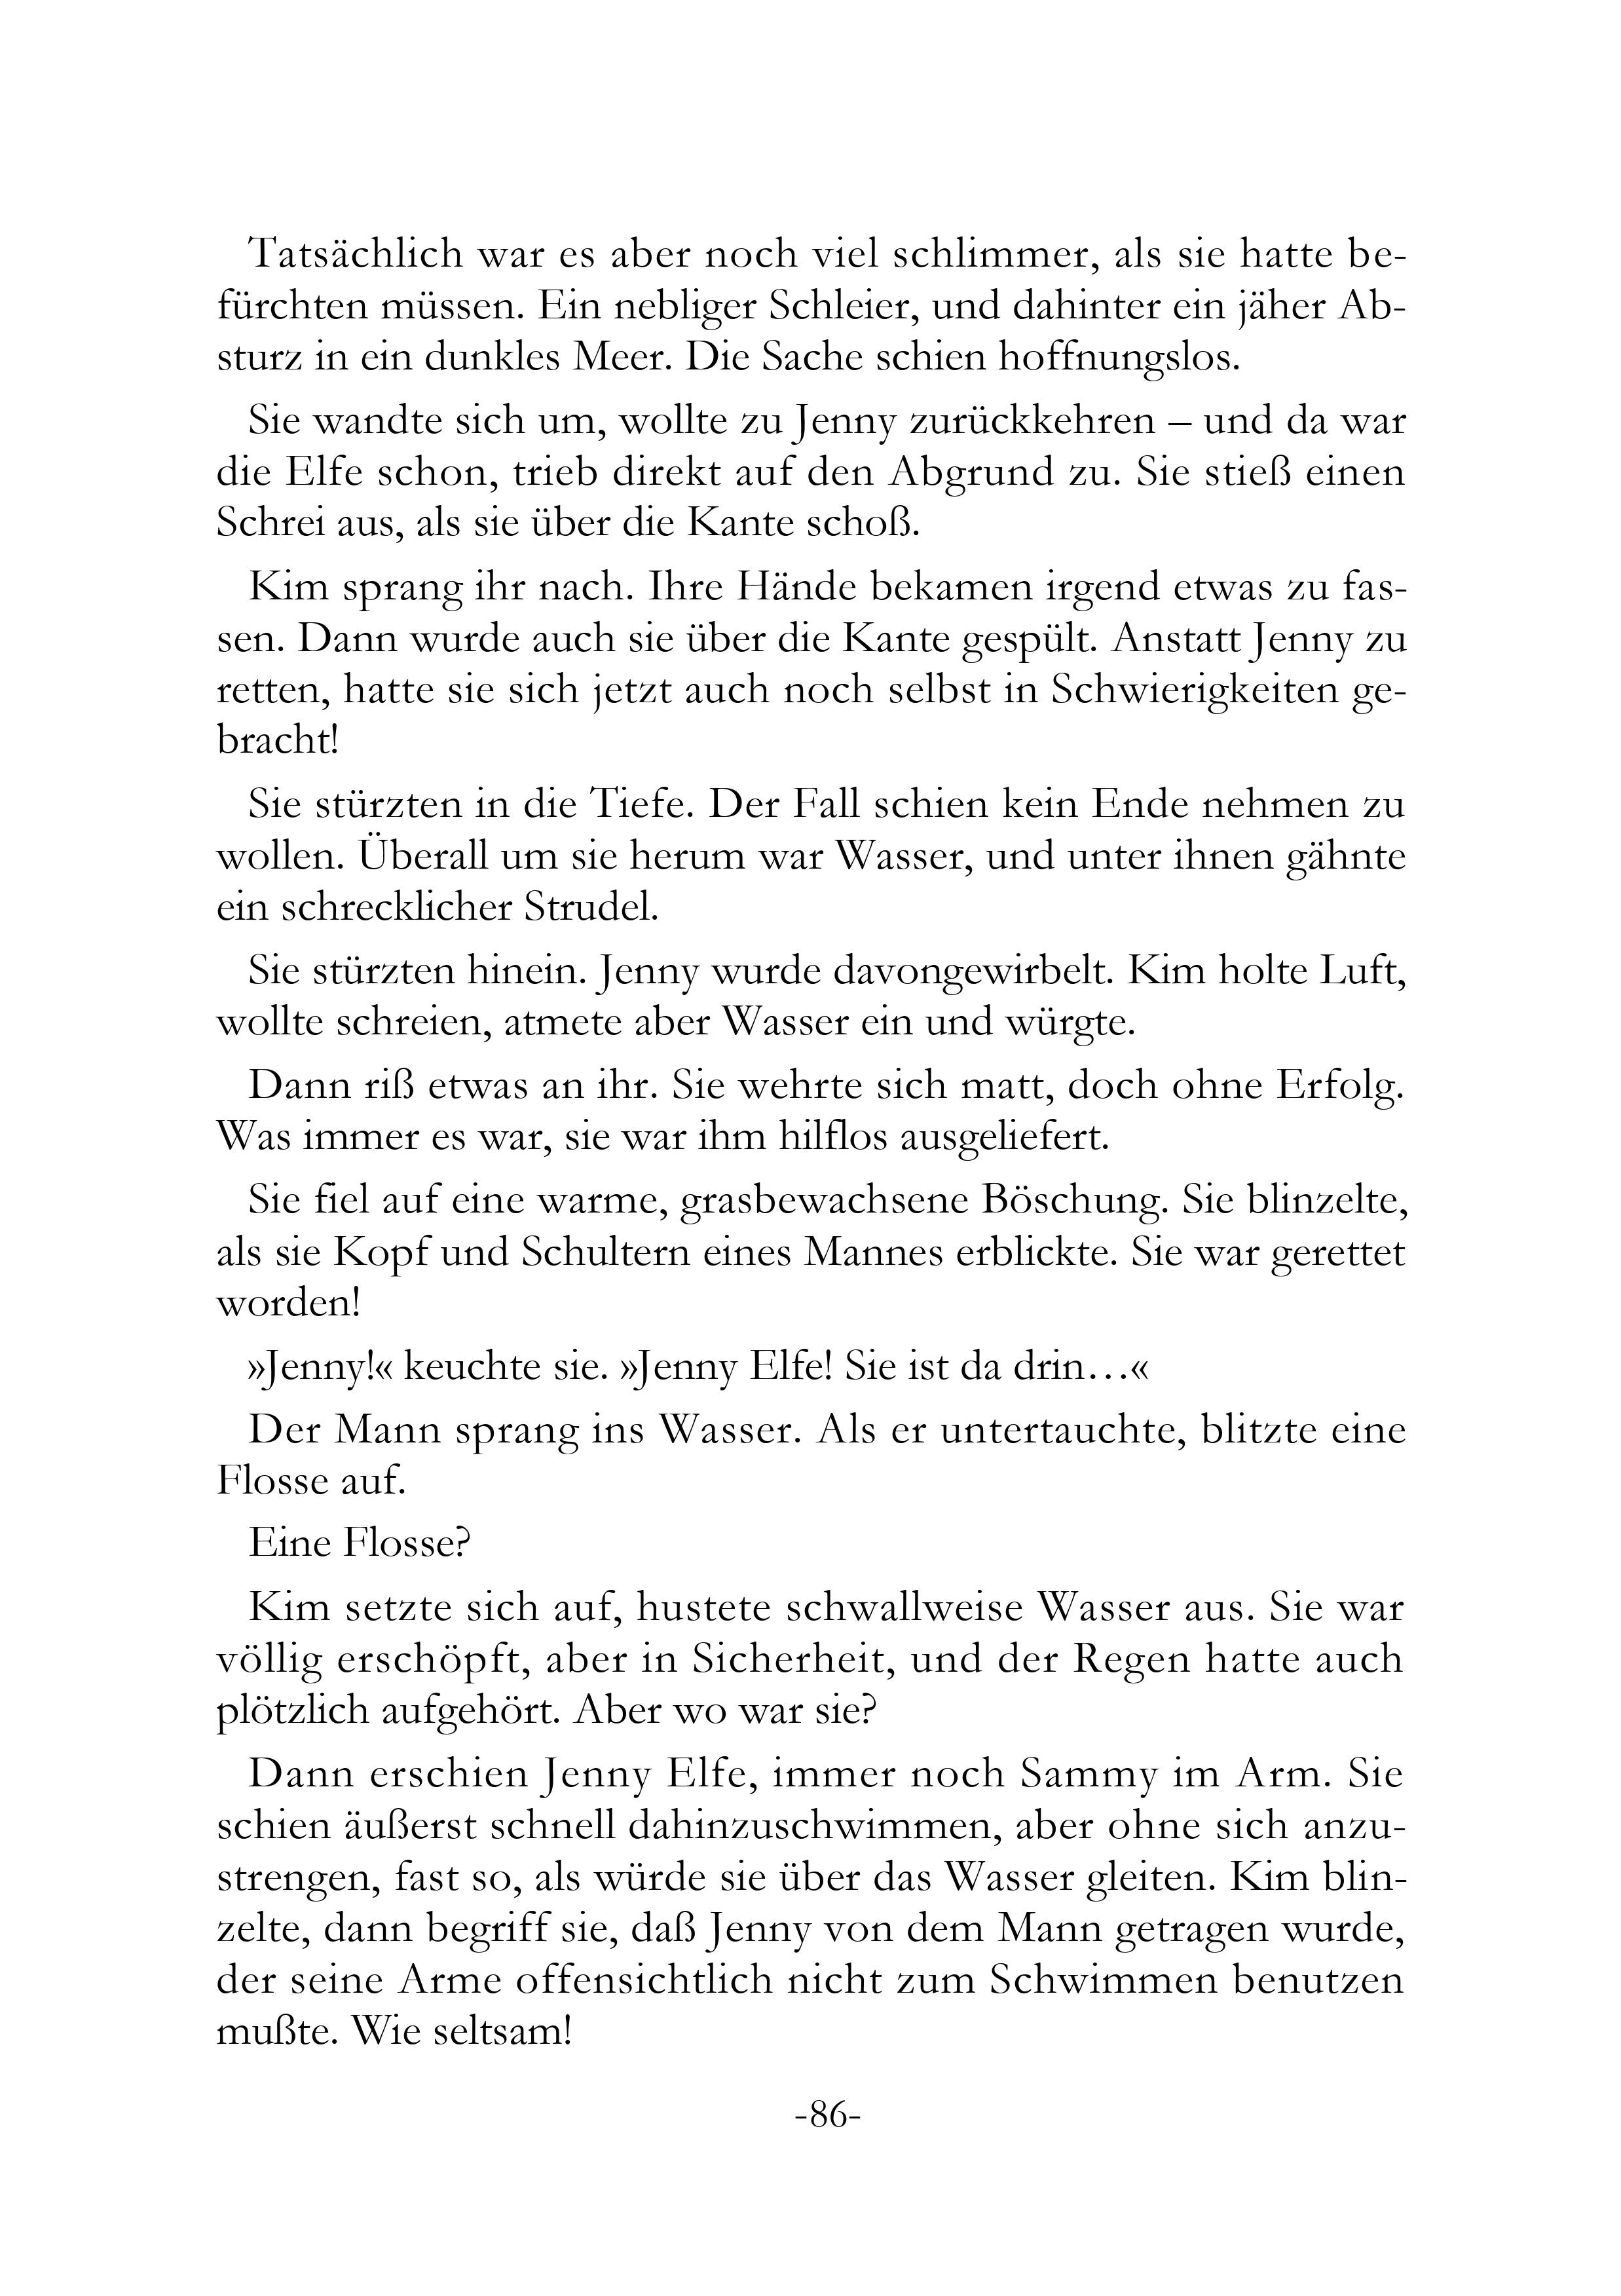 Tatsächlich war es aber noch viel schlimmer, als sie hatte be-
fürchten müssen. Ein nebliger Schleier, und dahinter ein jäher Ab-
sturz in ein dunkles Meer. Die Sache schien hoffnungslos.
Sie wandte sich um, wollte zu Jenny zurückkehren – und da war
die Elfe schon, trieb direkt auf den Abgrund zu. Sie stieß einen
Schrei aus, als sie über die Kante schoß.
Kim sprang ihr nach. Ihre Hände bekamen irgend etwas zu fas-
sen. Dann wurde auch sie über die Kante gespült. Anstatt Jenny zu
retten, hatte sie sich jetzt auch noch selbst in Schwierigkeiten ge-
bracht!
Sie stürzten in die Tiefe. Der Fall schien kein Ende nehmen zu
wollen. Überall um sie herum war Wasser, und unter ihnen gähnte
ein schrecklicher Strudel.
Sie stürzten hinein. Jenny wurde davongewirbelt. Kim holte Luft,
wollte schreien, atmete aber Wasser ein und würgte.
Dann riß etwas an ihr. Sie wehrte sich matt, doch ohne Erfolg.
Was immer es war, sie war ihm hilflos ausgeliefert.
Sie fiel auf eine warme, grasbewachsene Böschung. Sie blinzelte,
als sie Kopf und Schultern eines Mannes erblickte. Sie war gerettet
worden!
»Jenny!« keuchte sie. »Jenny Elfe! Sie ist da drin…«
Der Mann sprang ins Wasser. Als er untertauchte, blitzte eine
Flosse auf.
Eine Flosse?
Kim setzte sich auf, hustete schwallweise Wasser aus. Sie war
völlig erschöpft, aber in Sicherheit, und der Regen hatte auch
plötzlich aufgehört. Aber wo war sie?
Dann erschien Jenny Elfe, immer noch Sammy im Arm. Sie
schien äußerst schnell dahinzuschwimmen, aber ohne sich anzu-
strengen, fast so, als würde sie über das Wasser gleiten. Kim blin-
zelte, dann begriff sie, daß Jenny von dem Mann getragen wurde,
der seine Arme offensichtlich nicht zum Schwimmen benutzen
mußte. Wie seltsam!
-86-